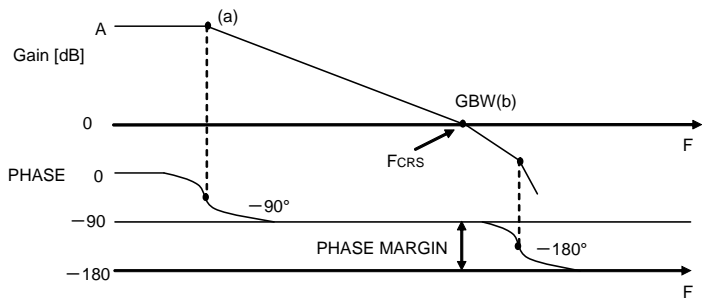 (a)
A
Gain [dB]
GBW(b)
0
FCRS
F
PHASE
0
−90°
−90
PHASE MARGIN
−180°
−180
F